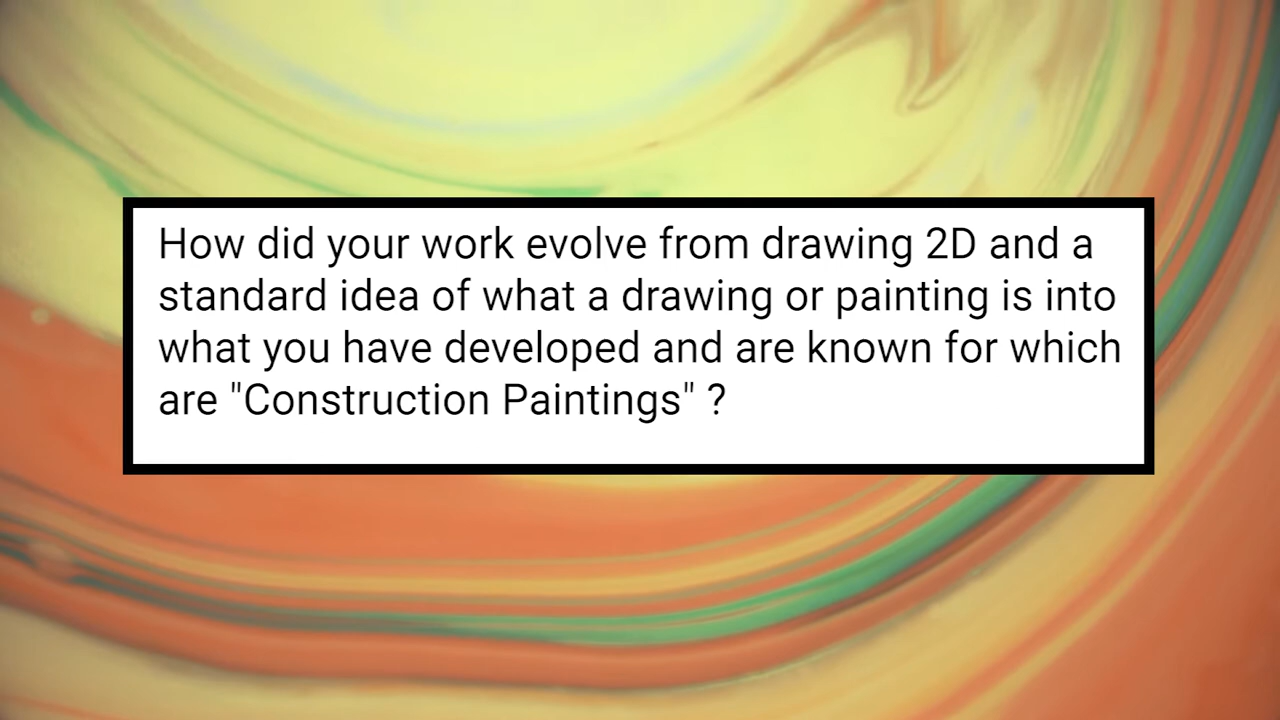 How did your work evolve from drawing 2D and a
standard idea of what a drawing or painting is into
what you have developed and are known for which
are "Construction Paintings" ?